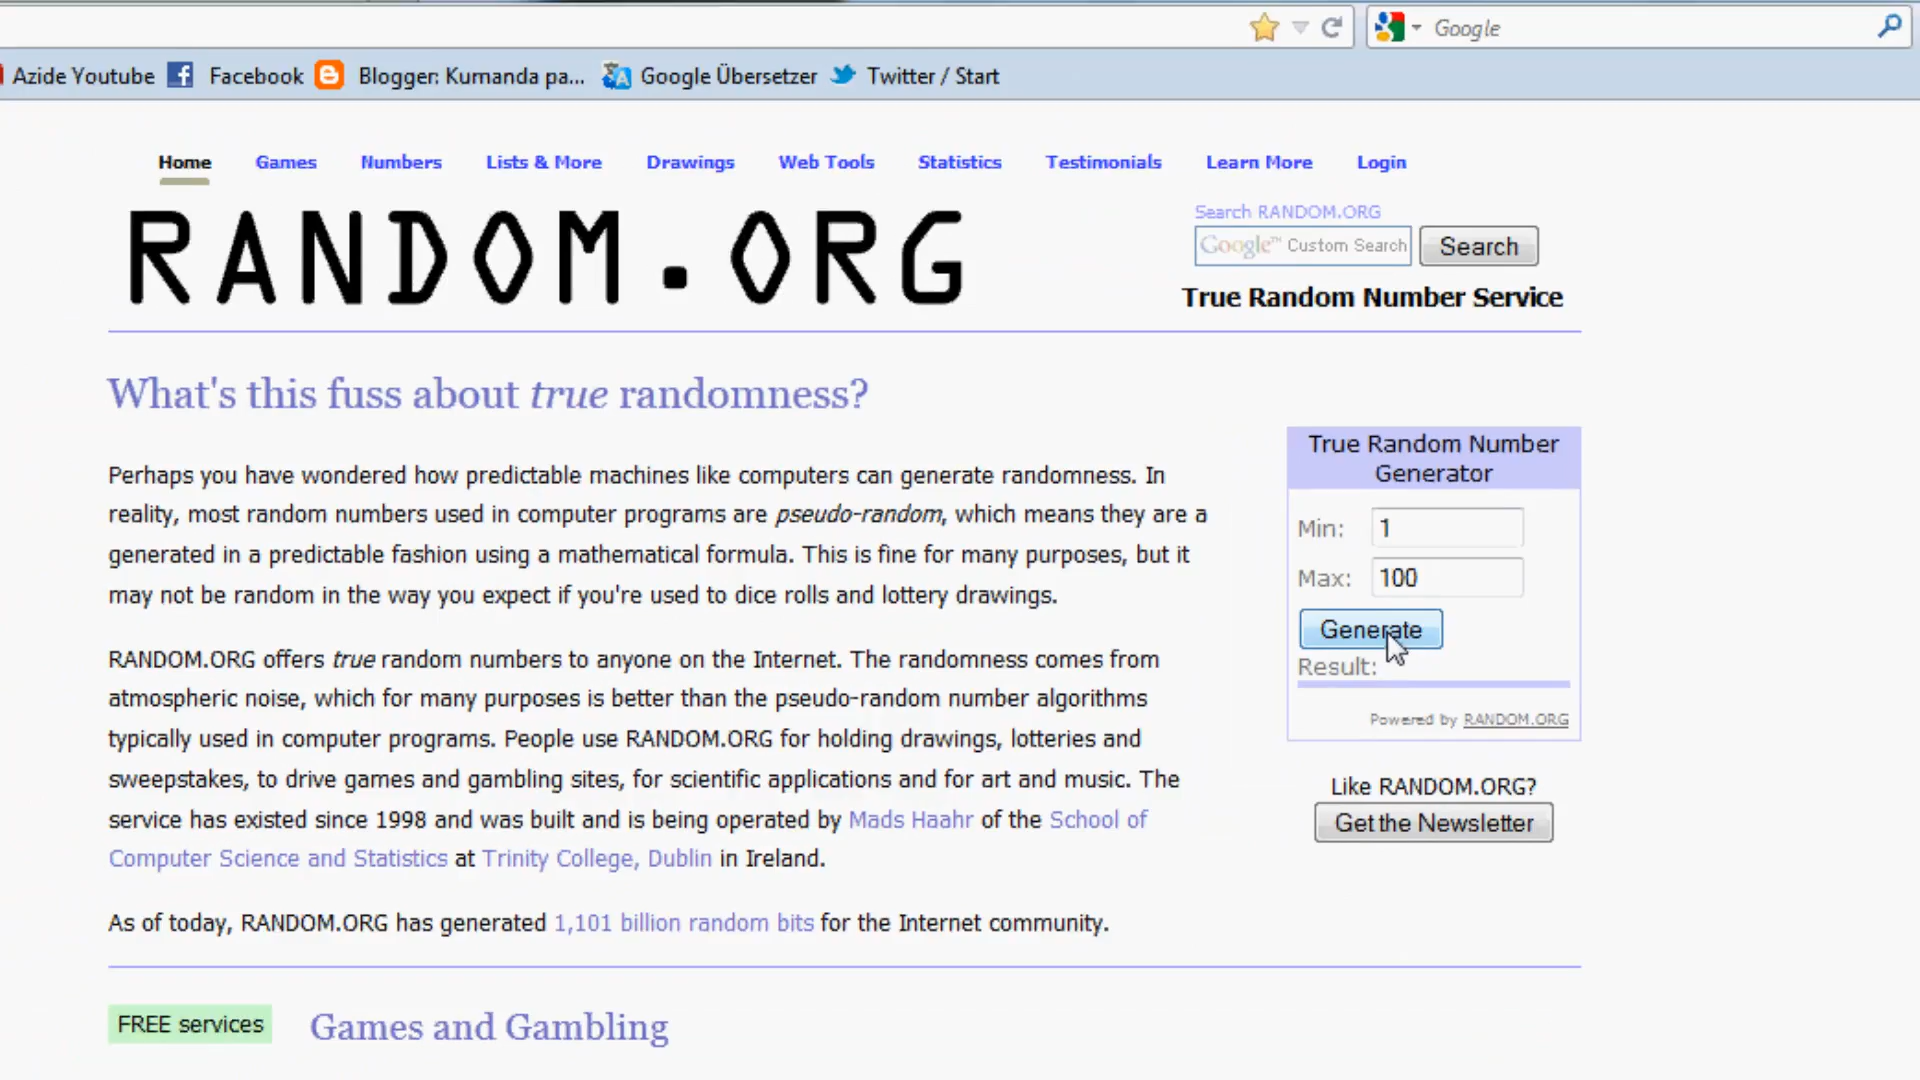 Google
Azide Youtube Facebook Blogger: Kumanda pa... Google Übersetzer Twitter / Start
Home Games Numbers Lists & More Drawings Web Tools Statistics Testimonials Learn More Login
RANDOM.ORG
Search RANDOM.ORG
Google™ Custom Search Search
True Random Number Service
What's this fuss about true randomness?
Perhaps you have wondered how predictable machines like computers can generate randomness. In
reality, most random numbers used in computer programs are pseudo-random, which means they are a
generated in a predictable fashion using a mathematical formula. This is fine for many purposes, but it
may not be random in the way you expect if you're used to dice rolls and lottery drawings.
RANDOM.ORG offers true random numbers to anyone on the Internet. The randomness comes from
atmospheric noise, which for many purposes is better than the pseudo-random number algorithms
typically used in computer programs. People use RANDOM.ORG for holding drawings, lotteries and
sweepstakes, to drive games and gambling sites, for scientific applications and for art and music. The
service has existed since 1998 and was built and is being operated by Mads Haahr of the School of
Computer Science and Statistics at Trinity College, Dublin in Ireland.
As of today, RANDOM.ORG has generated 1,101 billion random bits for the Internet community.
True Random Number
Generator
Min: 1
Max: 100
Generate
Result:
Powered by RANDOM.ORG
Like RANDOM.ORG?
Get the Newsletter
FREE services
Games and Gambling